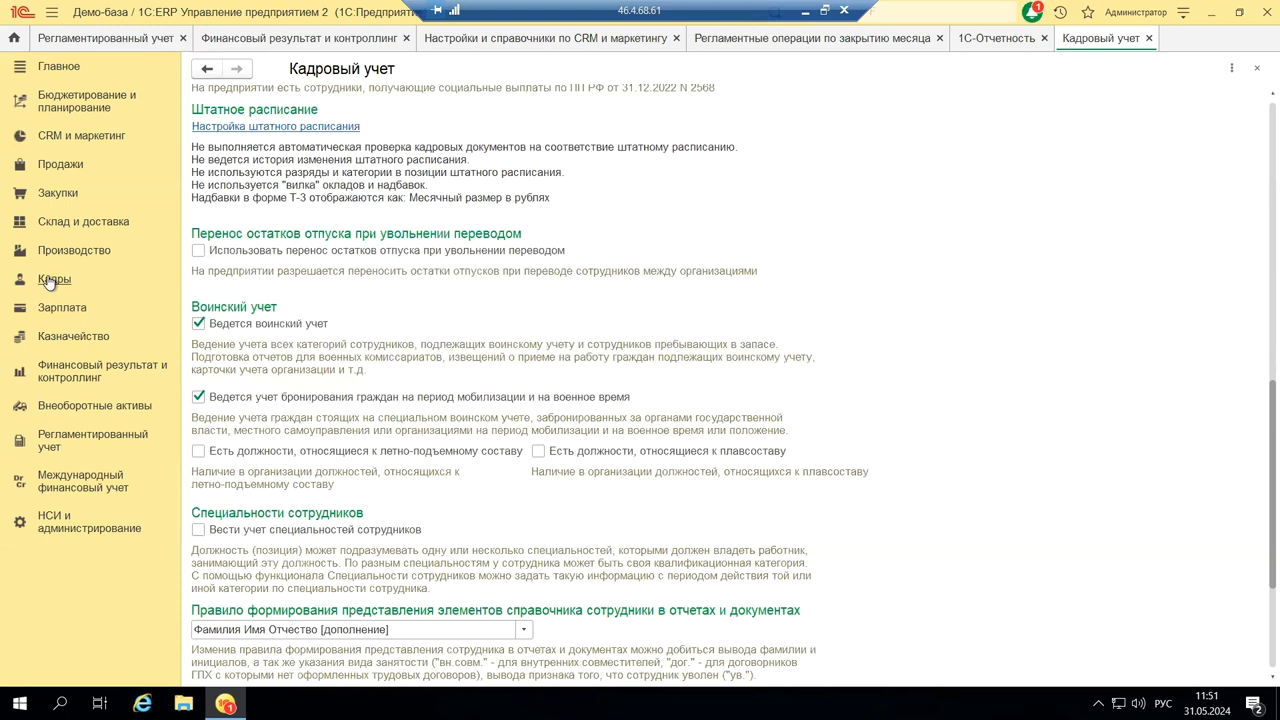 Демо-база / 1С:ERP Управление предприятием 2 (1С:Предприяти
46.4.68.61
1
Администратор
Регламентированный учет
Финансовый результат и контроллинг
Настройки и справочники по CRM и маркетингу
Регламентные операции по закрытию месяца
1С-Отчетность
Кадровый учет
Главное
Бюджетирование и
планирование
CRM и маркетинг
Продажи
Закупки
Склад и доставка
Производство
Кадры
Зарплата
Казначейство
Финансовый результат и
контроллинг
Внеоборотные активы
Регламентированный
учет
Dr
Cr
Международный
финансовый учет
НСИ и
администрирование
Кадровый учет
На предприятии есть сотрудники, получающие социальные выплаты по ПП РФ от 31.12.2022 N 2568
Штатное расписание
Настройка штатного расписания
Не выполняется автоматическая проверка кадровых документов на соответствие штатному расписанию.
Не ведется история изменения штатного расписания.
Не используются разряды и категории в позиции штатного расписания.
Не используется "вилка" окладов и надбавок.
Надбавки в форме Т-3 отображаются как: Месячный размер в рублях
Перенос остатков отпуска при увольнении переводом
Использовать перенос остатков отпуска при увольнении переводом
На предприятии разрешается переносить остатки отпусков при переводе сотрудников между организациями
Воинский учет
Ведется воинский учет
Ведение учета всех категорий сотрудников, подлежащих воинскому учету и сотрудников пребывающих в запасе.
Подготовка отчетов для военных комиссариатов, извещений о приеме на работу граждан подлежащих воинскому учету,
карточки учета организации и т.д.
Ведется учет бронирования граждан на период мобилизации и на военное время
Ведение учета граждан стоящих на специальном воинском учете, забронированных за органами государственной
власти, местного самоуправления или организациями на период мобилизации и на военное время или положение.
Есть должности, относящиеся к летно-подъемному составу
Есть должности, относящиеся к плавсоставу
Наличие в организации должностей, относящихся к
летно-подъемному составу
Наличие в организации должностей, относящихся к плавсоставу
Специальности сотрудников
Вести учет специальностей сотрудников
Должность (позиция) может подразумевать одну или несколько специальностей, которыми должен владеть работник,
занимающий эту должность. По разным специальностям у сотрудника может быть своя квалификационная категория.
С помощью функционала Специальности сотрудников можно задать такую информацию с периодом действия той или
иной категории по специальности сотрудника.
Правило формирования представления элементов справочника сотрудники в отчетах и документах
Фамилия Имя Отчество [дополнение]
Изменив правила формирования представления сотрудника в отчетах и документах можно добиться вывода фамилии и
инициалов, а так же указания вида занятости ("вн.совм." - для внутренних совместителей, "дог." - для договорников
ГПХ с которыми нет оформленных трудовых договоров), вывода признака того, что сотрудник уволен ("ув.").
1
РУС
11:51
31.05.2024
2